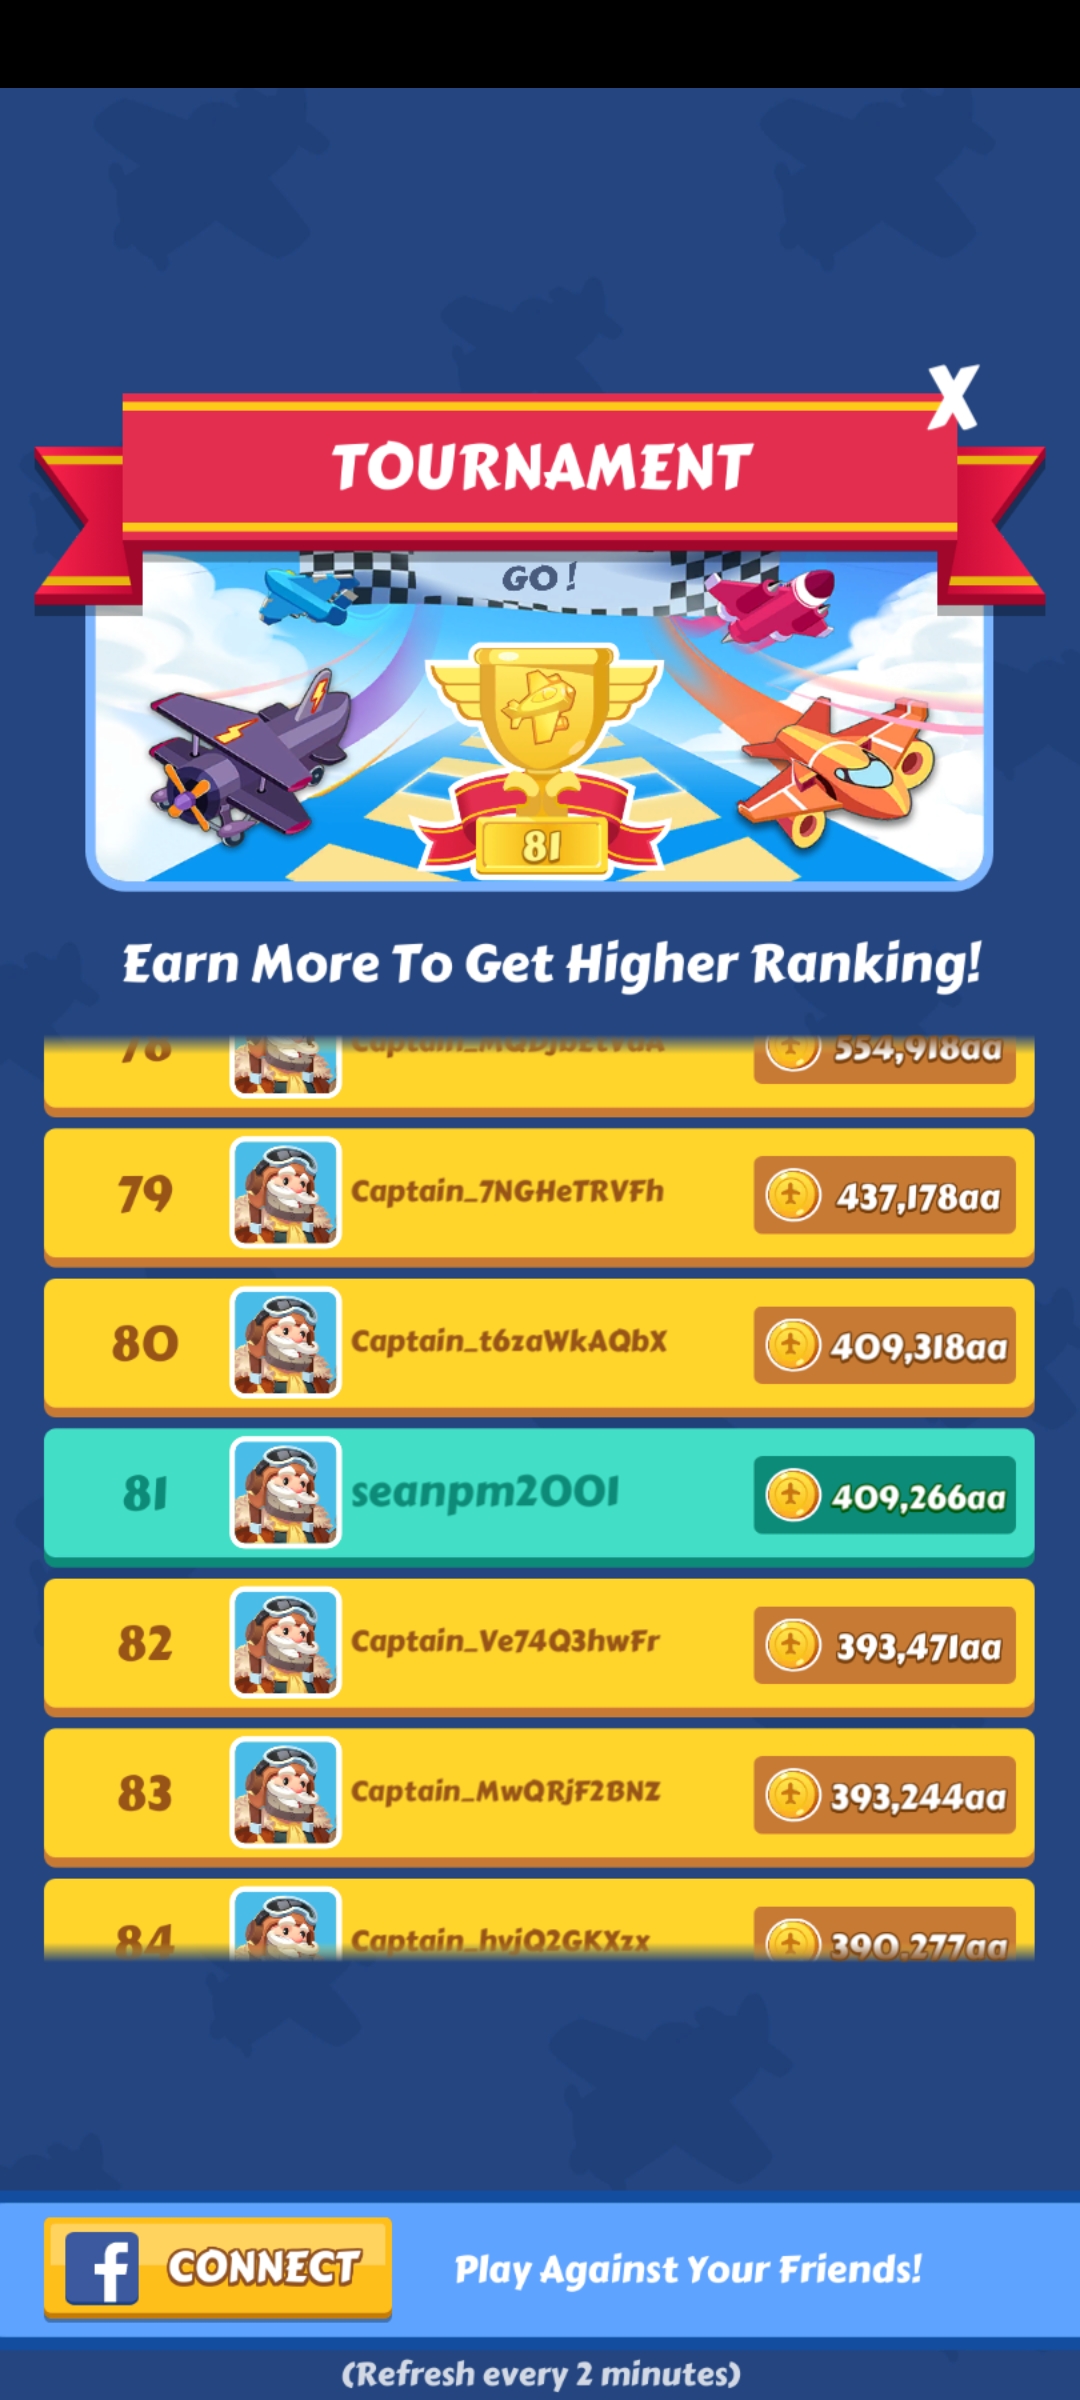 X
TOURNAMENT
GO!
81
Earn More To Get Higher Ranking!
78 554,918aa
79 Captain_7NGHeTRVFh 437,178aa
80 Captain_t6zaWkAQbX 409,318aa
81 seanpm2001 409,266aa
82 Captain_Ve74Q3hwFr 393,471aa
83 Captain_MwQRjF2BNZ 393,244aa
84 Captain_hvjQ2GKXzx 390,277aa
f CONNECT Play Against Your Friends!
(Refresh every 2 minutes)